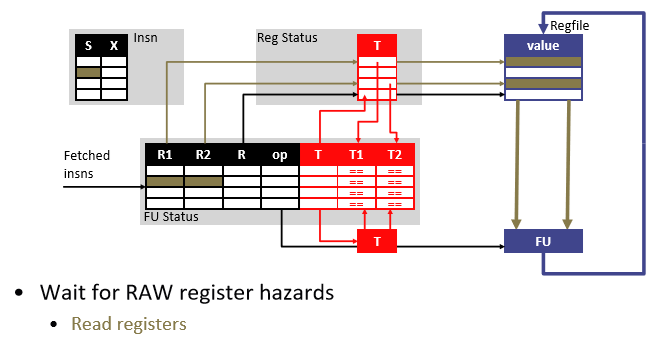 Insn
Reg Status
Regfile
S X
T
value
Fetched
insns
R1 R2 R op T T1 T2
== ==
== ==
== ==
== ==
FU Status
T
FU
• Wait for RAW register hazards
• Read registers